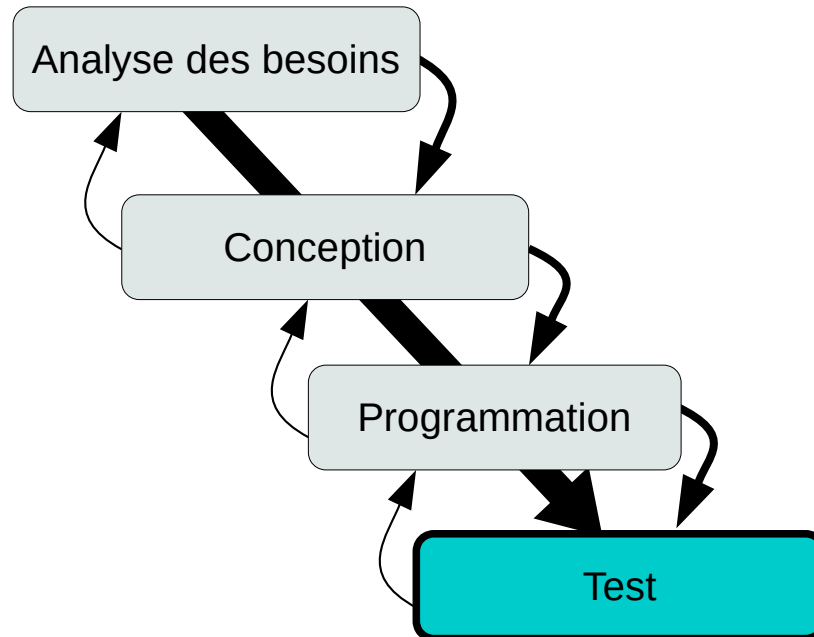 Analyse des besoins
Conception
Programmation
Test